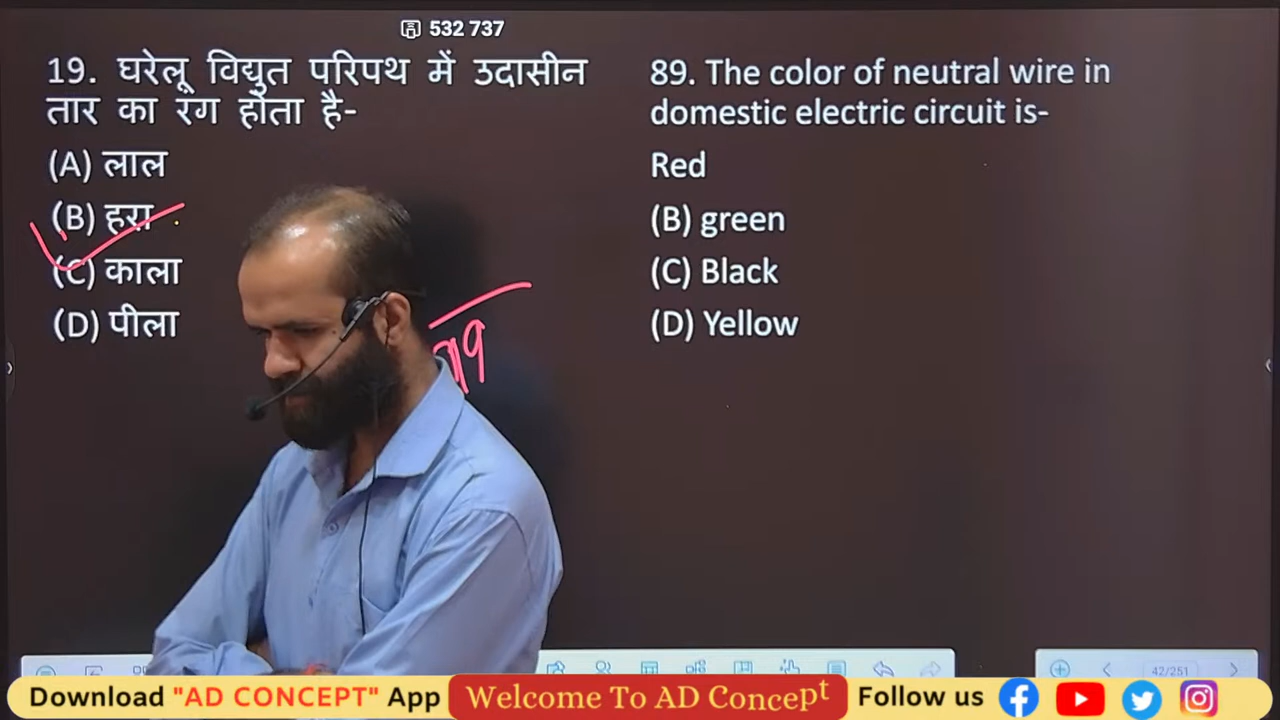 532 737
19. घरेलू विद्युत परिपथ में उदासीन
तार का रंग होता है-
(A) लाल
(B) हरा
(C) काला
(D) पीला
89. The color of neutral wire in
domestic electric circuit is-
Red
(B) green
(C) Black
(D) Yellow
42/251
Download "AD CONCEPT" App
Welcome To AD Concept
Follow us